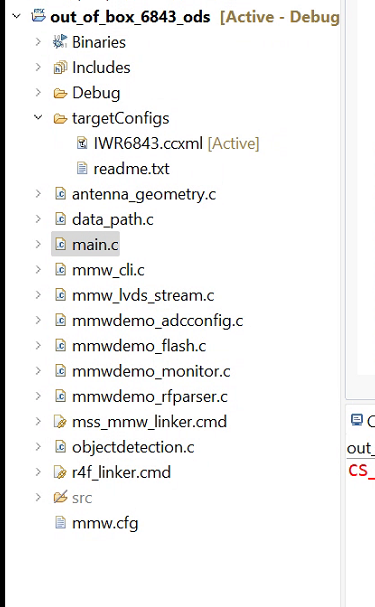 out_of_box_6843_ods [Active - Debug
Binaries
Includes
Debug
targetConfigs
IWR6843.ccxml [Active]
readme.txt
antenna_geometry.c
data_path.c
main.c
mmw_cli.c
mmw_lvds_stream.c
mmwdemo_adcconfig.c
mmwdemo_flash.c
mmwdemo_monitor.c
mmwdemo_rfparser.c
mss_mmw_linker.cmd
objectdetection.c
r4f_linker.cmd
src
mmw.cfg
C
out_
CS_